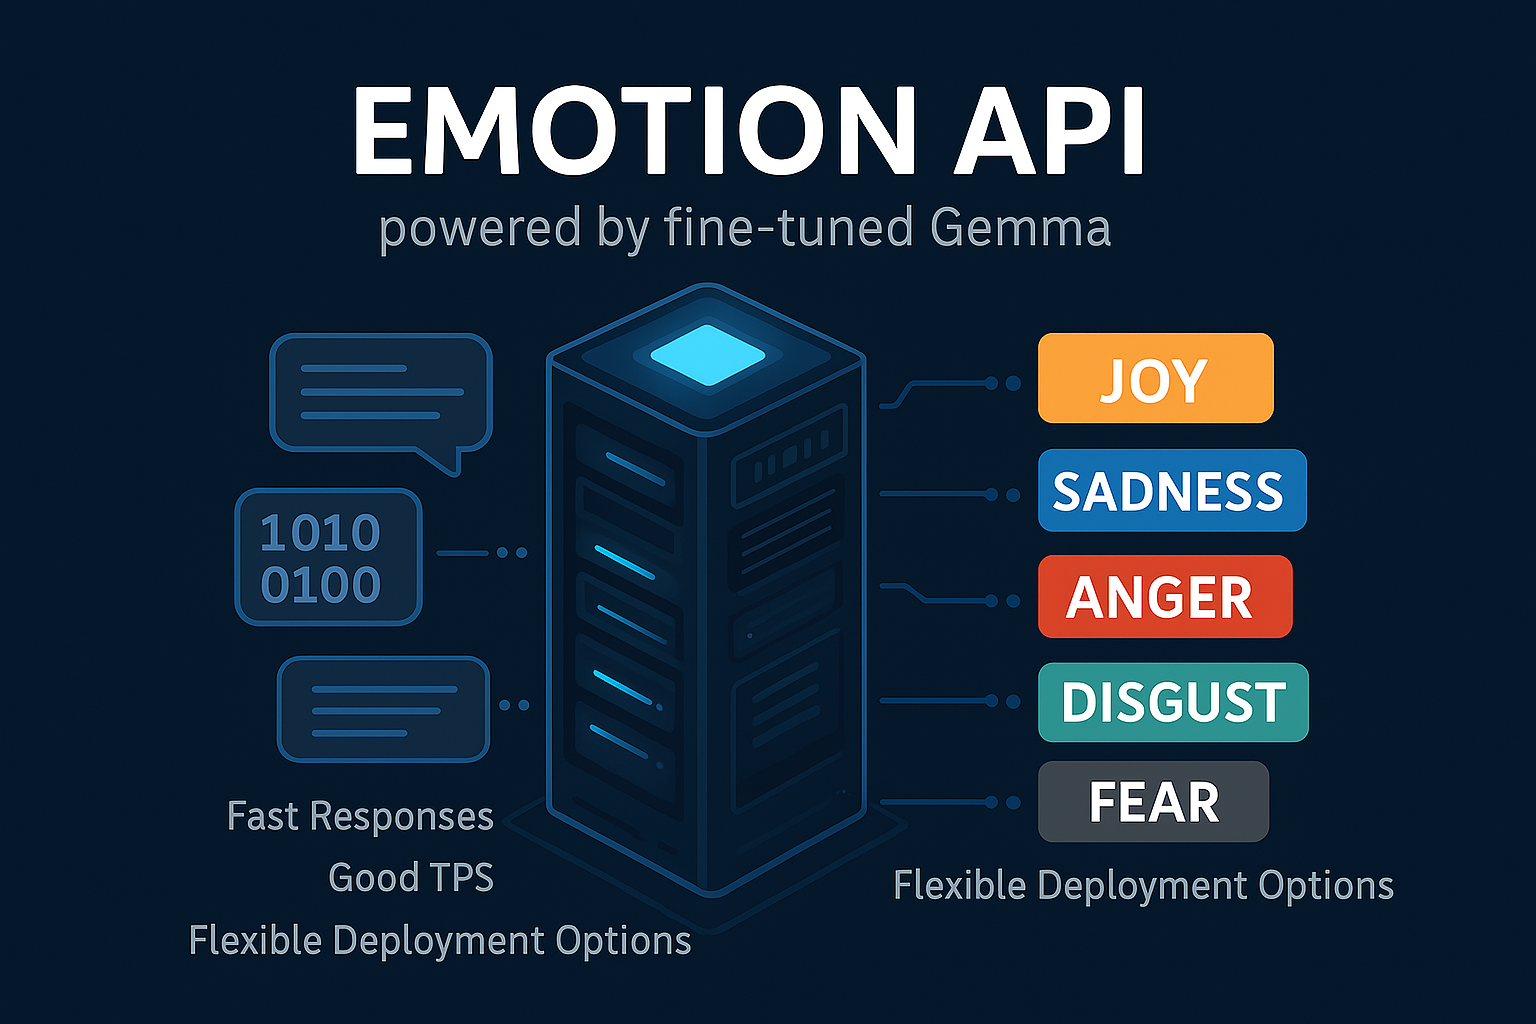 EMOTION API
powered by fine-tuned Gemma
1010
0100
Fast Responses
Good TPS
Flexible Deployment Options
JOY
SADNESS
ANGER
DISGUST
FEAR
Flexible Deployment Options